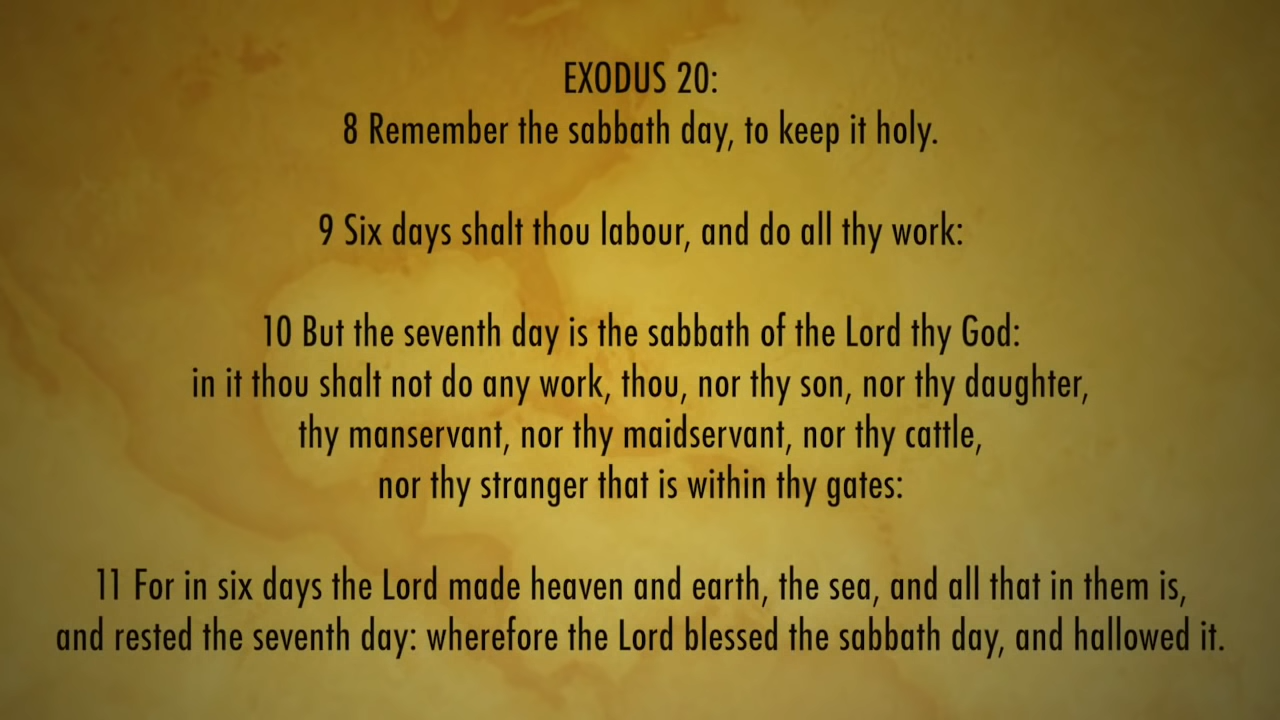 EXODUS 20:
8 Remember the sabbath day, to keep it holy.
9 Six days shalt thou labour, and do all thy work:
10 But the seventh day is the sabbath of the Lord thy God:
in it thou shalt not do any work, thou, nor thy son, nor thy daughter,
thy manservant, nor thy maidservant, nor thy cattle,
nor thy stranger that is within thy gates:
11 For in six days the Lord made heaven and earth, the sea, and all that in them is,
and rested the seventh day: wherefore the Lord blessed the sabbath day, and hallowed it.